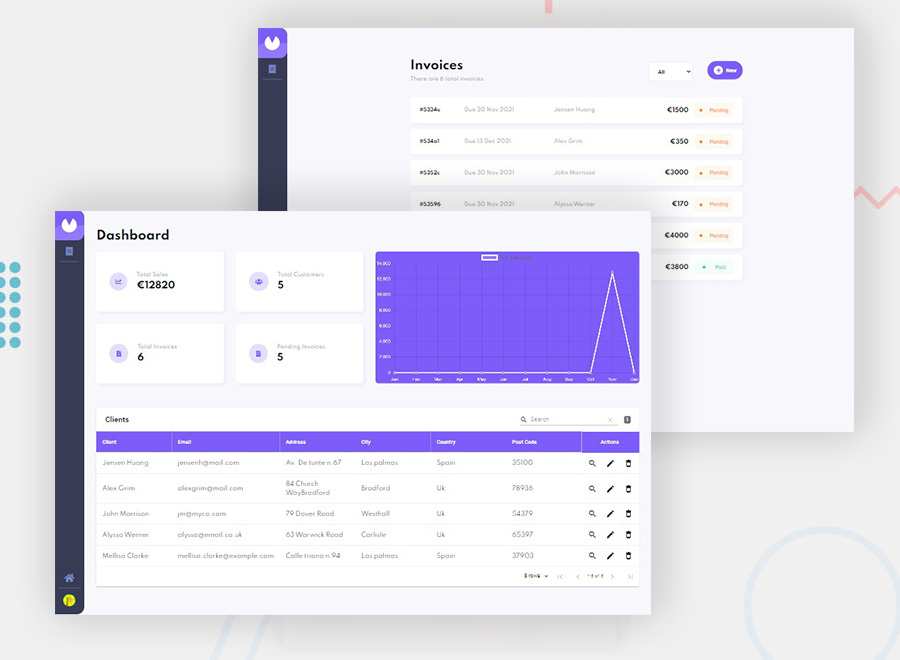 Invoices
There are 6 total invoices.
All
New
#5334c Due 30 Nov 2021 Jensen Huang €1500 Pending
#534a1 Due 13 Dec 2021 Alex Grim €350 Pending
#5352c Due 30 Nov 2021 John Morrison €3000 Pending
#53596 Due 30 Nov 2021 Alyssa Werner €170 Pending
€4000 Pending
€3800 Paid
Dashboard
Total Sales
€12820
Total Customers
5
Total Invoices
6
Pending Invoices
5
14.000
12.000
10.000
8.000
6.000
4.000
2.000
0
Jan Feb Mar Apr May Jun Jul Aug Sep Oct Nov Dec
Clients
Search
Client Email Address City Country Post Code Actions
Jensen Huang jensenh@mail.com Av. De tunte n.67 Las palmas Spain 35100
Alex Grim alexgrim@mail.com 84 Church WayBradford Bradford Uk 78936
John Morrison jm@myco.com 79 Dover Road Westhall Uk 54379
Alyssa Werner alyssa@email.co.uk 63 Warwick Road Carlisle Uk 65397
Mellisa Clarke mellisa.clarke@example.com Calle triana n.94 Las palmas Spain 37903
5 rows 1-5 of 5